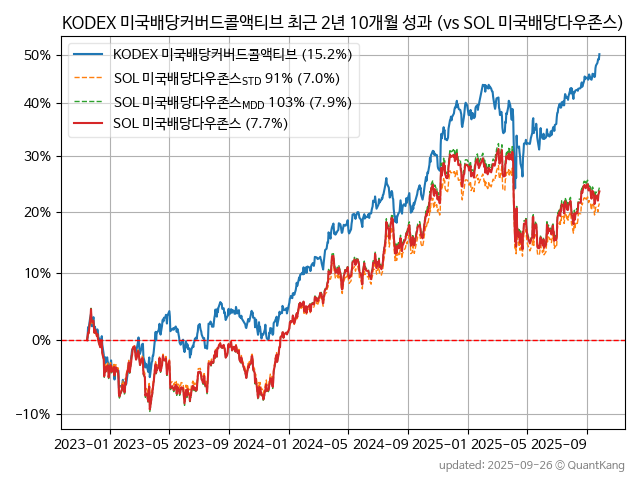 KODEX 미국배당커버드콜액티브 최근 2년 10개월 성과 (vs SOL 미국배당다우존스)
KODEX 미국배당커버드콜액티브 (15.2%)
SOL 미국배당다우존스STD 91% (7.0%)
SOL 미국배당다우존스MDD 103% (7.9%)
SOL 미국배당다우존스 (7.7%)
50%
40%
30%
20%
10%
0%
−10%
2023-01 2023-05 2023-09 2024-01 2024-05 2024-09 2025-01 2025-05 2025-09
updated: 2025-09-26 © QuantKang